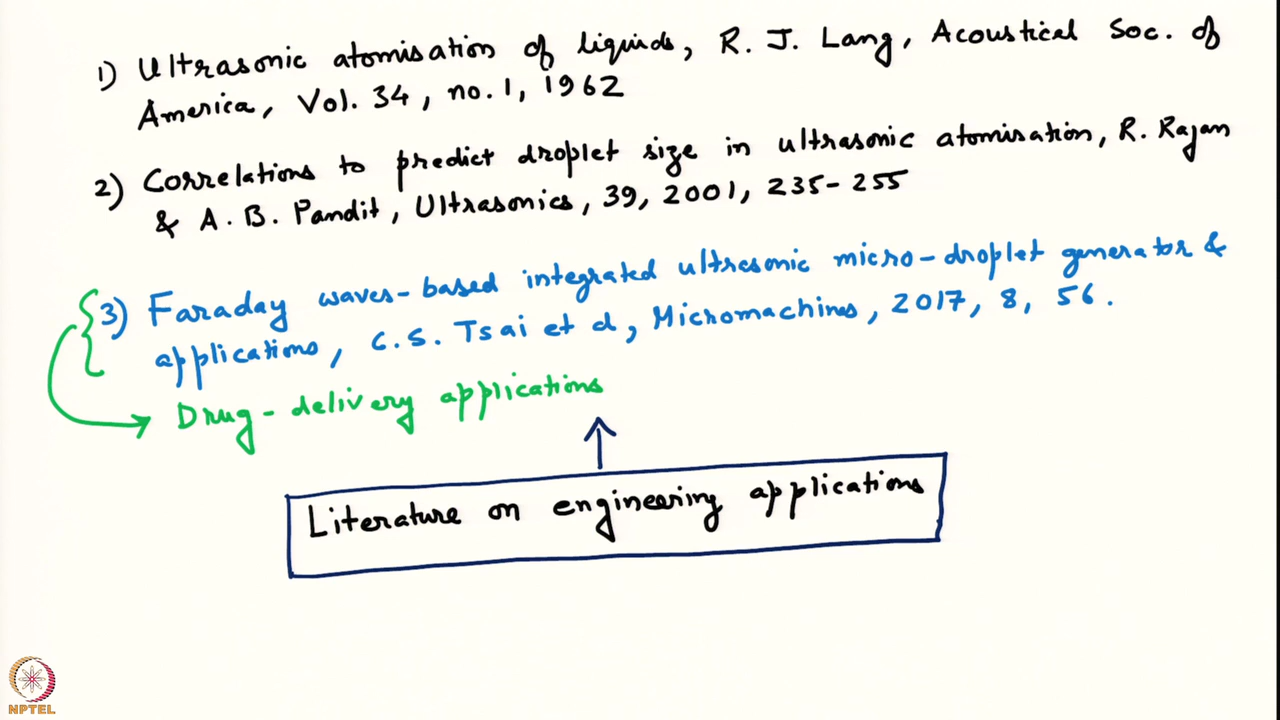 1) Ultrasonic atomisation of liquids, R. J. Lang, Acoustical Soc. of
America, Vol. 34, no. 1, 1962
2) Correlations to predict droplet size in ultrasonic atomisation, R. Rajan
& A. B. Pandit, Ultrasonics, 39, 2001, 235-255
3) Faraday waves-based integrated ultrasonic micro-droplet generator &
applications, C. S. Tsai et al, Micromachines, 2017, 8, 56.
Drug-delivery applications
Literature on engineering applications
NPTEL